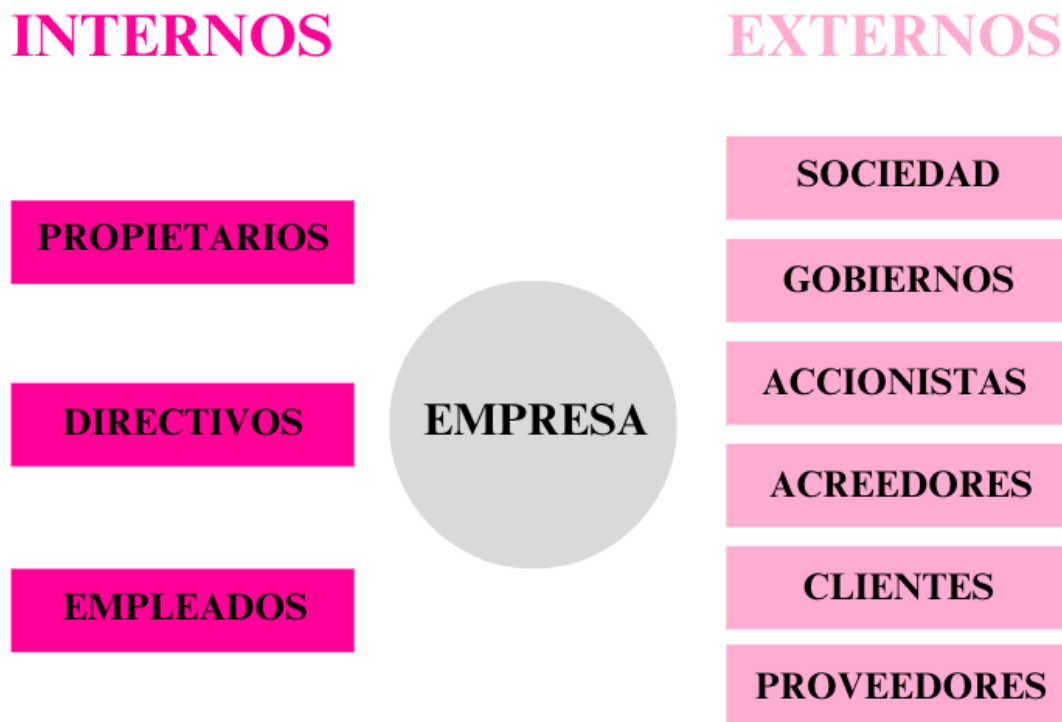 INTERNOS
PROPIETARIOS
DIRECTIVOS
EMPLEADOS
EMPRESA
EXTERNOS
SOCIEDAD
GOBIERNOS
ACCIONISTAS
ACREEDORES
CLIENTES
PROVEEDORES